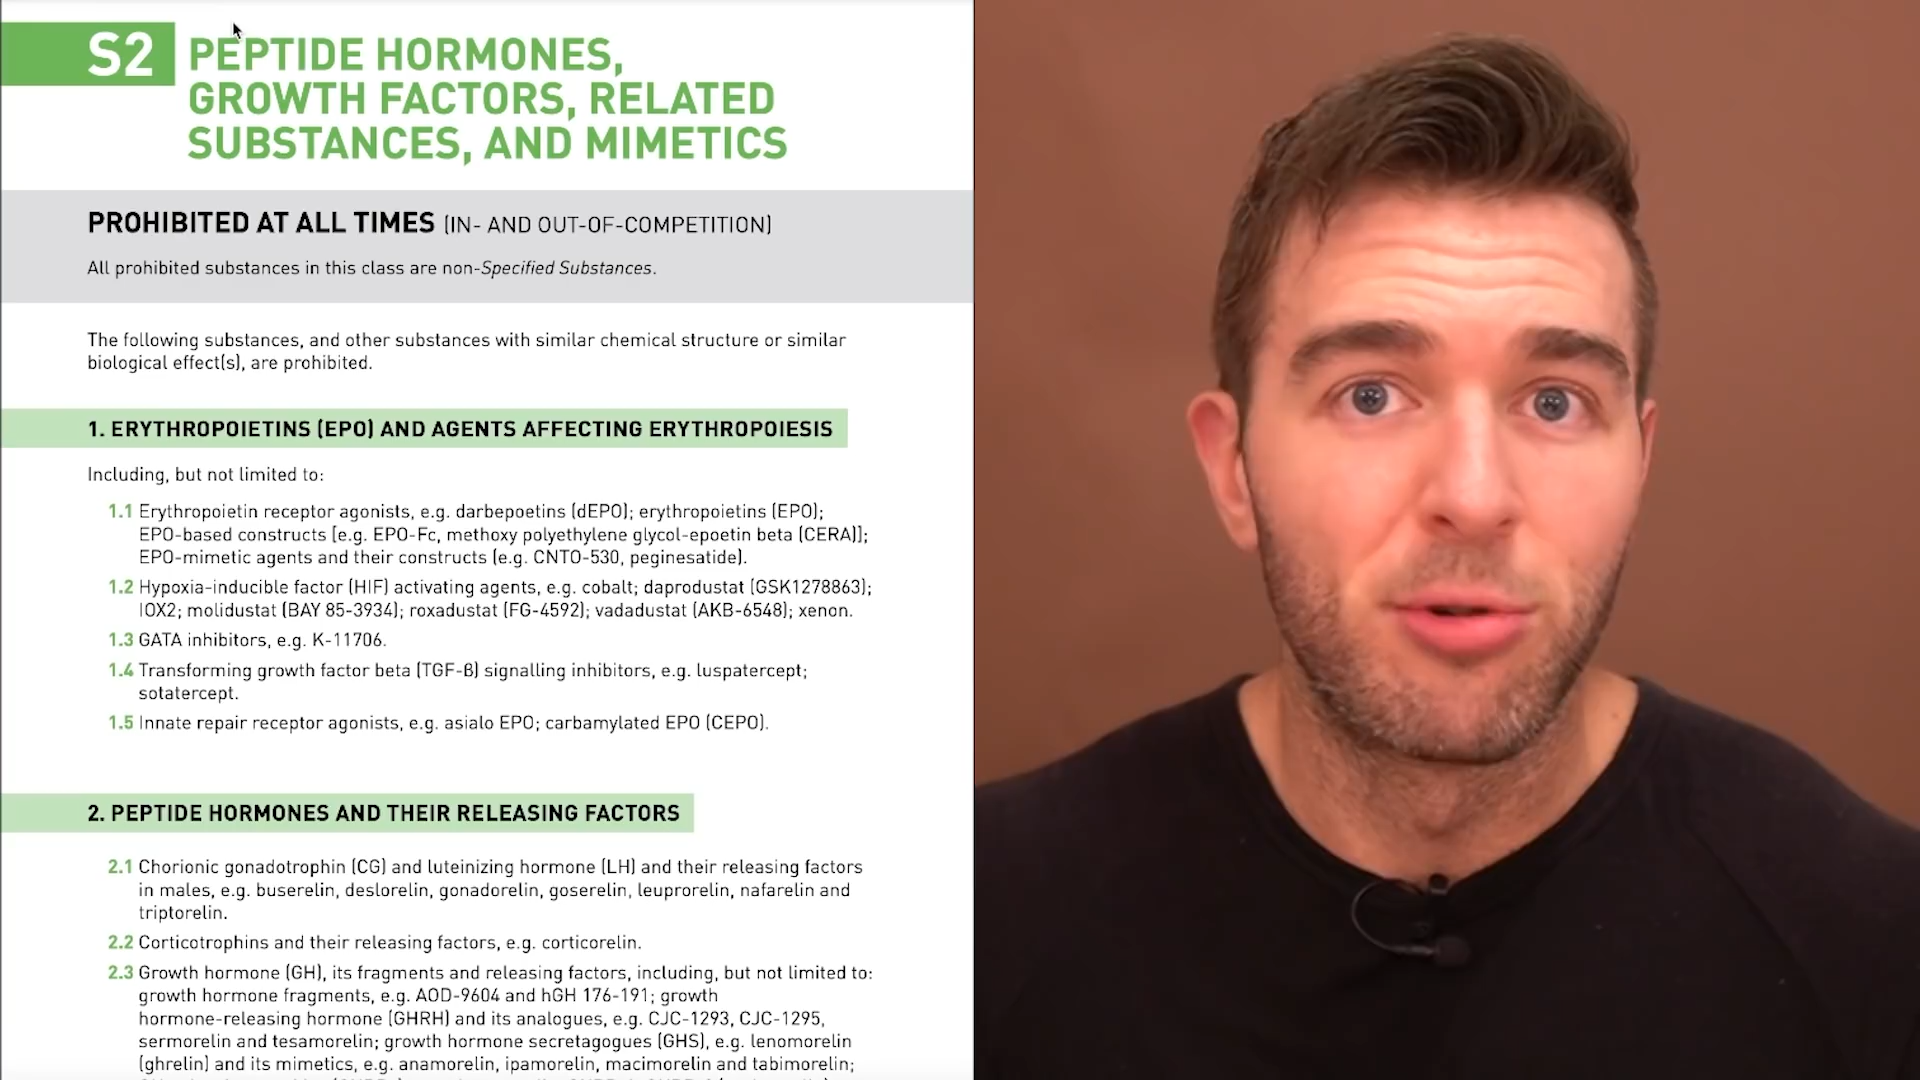 S2
PEPTIDE HORMONES,
GROWTH FACTORS, RELATED
SUBSTANCES, AND MIMETICS
PROHIBITED AT ALL TIMES (IN- AND OUT-OF-COMPETITION)
All prohibited substances in this class are non-Specified Substances.
The following substances, and other substances with similar chemical structure or similar
biological effect(s), are prohibited.
1. ERYTHROPOIETINS (EPO) AND AGENTS AFFECTING ERYTHROPOIESIS
Including, but not limited to:
1.1 Erythropoietin receptor agonists, e.g. darbepoetins (dEPO); erythropoietins (EPO);
EPO-based constructs [e.g. EPO-Fc, methoxy polyethylene glycol-epoetin beta (CERA)];
EPO-mimetic agents and their constructs (e.g. CNTO-530, peginesatide).
1.2 Hypoxia-inducible factor (HIF) activating agents, e.g. cobalt; daprodustat (GSK1278863);
IOX2; molidustat (BAY 85-3934); roxadustat (FG-4592); vadadustat (AKB-6548); xenon.
1.3 GATA inhibitors, e.g. K-11706.
1.4 Transforming growth factor beta (TGF-β) signalling inhibitors, e.g. luspatercept;
sotatercept.
1.5 Innate repair receptor agonists, e.g. asialo EPO; carbamylated EPO (CEPO).
2. PEPTIDE HORMONES AND THEIR RELEASING FACTORS
2.1 Chorionic gonadotrophin (CG) and luteinizing hormone (LH) and their releasing factors
in males, e.g. buserelin, deslorelin, gonadorelin, goserelin, leuprorelin, nafarelin and
triptorelin.
2.2 Corticotrophins and their releasing factors, e.g. corticorelin.
2.3 Growth hormone (GH), its fragments and releasing factors, including, but not limited to:
growth hormone fragments, e.g. AOD-9604 and hGH 176-191; growth
hormone-releasing hormone (GHRH) and its analogues, e.g. CJC-1293, CJC-1295,
sermorelin and tesamorelin; growth hormone secretagogues (GHS), e.g. lenomorelin
(ghrelin) and its mimetics, e.g. anamorelin, ipamorelin, macimorelin and tabimorelin;